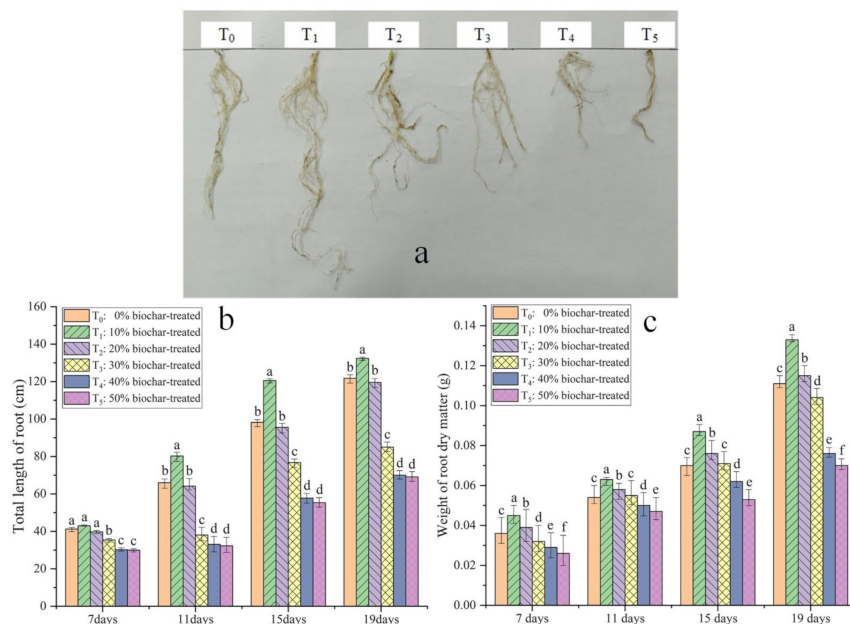 T0 T1 T2 T3 T4 T5
a
b
Total length of root (cm)
160
140
120
100
80
60
40
20
0
T0: 0% biochar-treated
T1: 10% biochar-treated
T2: 20% biochar-treated
T3: 30% biochar-treated
T4: 40% biochar-treated
T5: 50% biochar-treated
a a a b c c
b a b c d d
b a b c d d
b a b c d d
7days 11days 15days 19days
c
Weight of root dry matter (g)
0.14
0.12
0.10
0.08
0.06
0.04
0.02
0.00
T0: 0% biochar-treated
T1: 10% biochar-treated
T2: 20% biochar-treated
T3: 30% biochar-treated
T4: 40% biochar-treated
T5: 50% biochar-treated
c a b d e f
c a b c d e
c a b c d e
c a b d e f
7 days 11 days 15 days 19 days